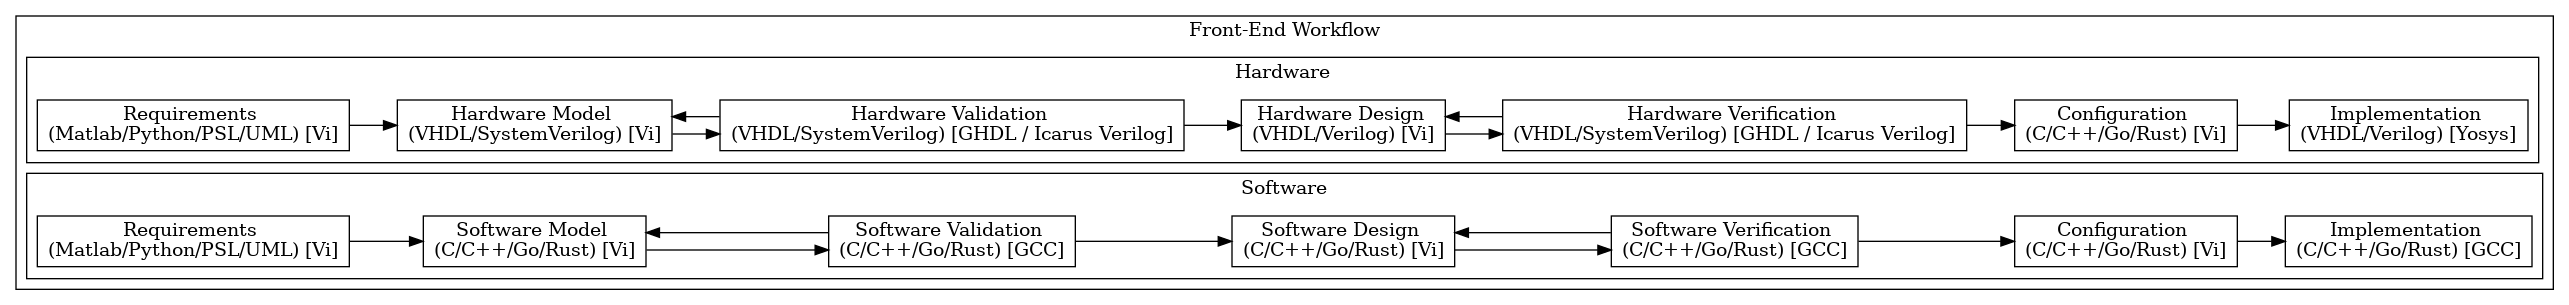 Front-End Workflow
Hardware
Requirements
(Matlab/Python/PSL/UML) [Vi]
Hardware Model
(VHDL/SystemVerilog) [Vi]
Hardware Validation
(VHDL/SystemVerilog) [GHDL / Icarus Verilog]
Hardware Design
(VHDL/Verilog) [Vi]
Hardware Verification
(VHDL/SystemVerilog) [GHDL / Icarus Verilog]
Configuration
(C/C++/Go/Rust) [Vi]
Implementation
(VHDL/Verilog) [Yosys]
Software
Requirements
(Matlab/Python/PSL/UML) [Vi]
Software Model
(C/C++/Go/Rust) [Vi]
Software Validation
(C/C++/Go/Rust) [GCC]
Software Design
(C/C++/Go/Rust) [Vi]
Software Verification
(C/C++/Go/Rust) [GCC]
Configuration
(C/C++/Go/Rust) [Vi]
Implementation
(C/C++/Go/Rust) [GCC]